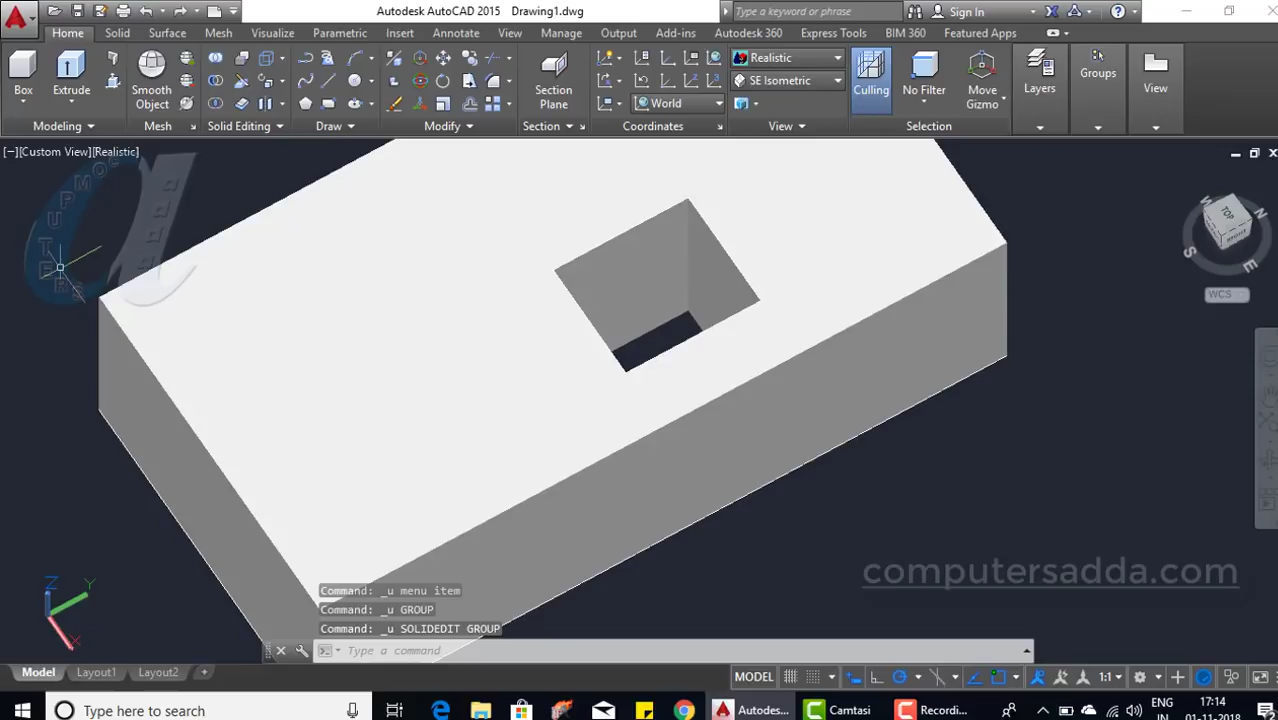 Autodesk AutoCAD 2015 Drawing1.dwg
Type a keyword or phrase
Sign In
Home Solid Surface Mesh Visualize Parametric Insert Annotate View Manage Output Add-ins Autodesk 360 Express Tools BIM 360 Featured Apps
Realistic
SE Isometric
World
Box
Extrude
Smooth
Object
Section
Plane
Culling
No Filter
Move
Gizmo
Layers
Groups
View
Modeling
Mesh
Solid Editing
Draw
Modify
Section
Coordinates
View
Selection
[−][Custom View][Realistic]
COMPUTERS
TOP
W
N
S
E
WCS
computersadda.com
Z
Y
X
Command: _u menu item
Command: _u GROUP
Command: _u SOLIDEDIT GROUP
Type a command
Model Layout1 Layout2 +
MODEL
1:1
Type here to search
Autodes...
Camtasi
Recordi...
ENG
IN
17:14
01-11-2018